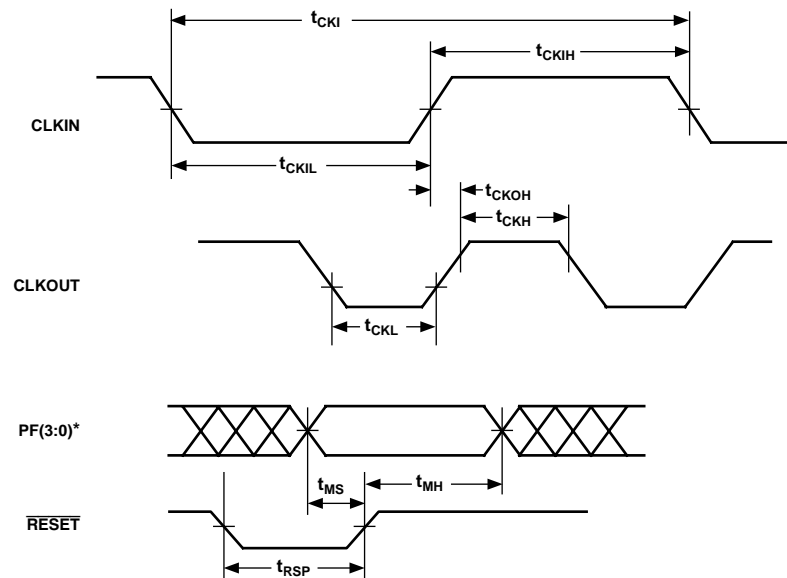 tCKI
tCKIH
CLKIN
tCKIL
tCKOH
tCKH
CLKOUT
tCKL
PF(3:0)*
tMS
tMH
RESET
tRSP